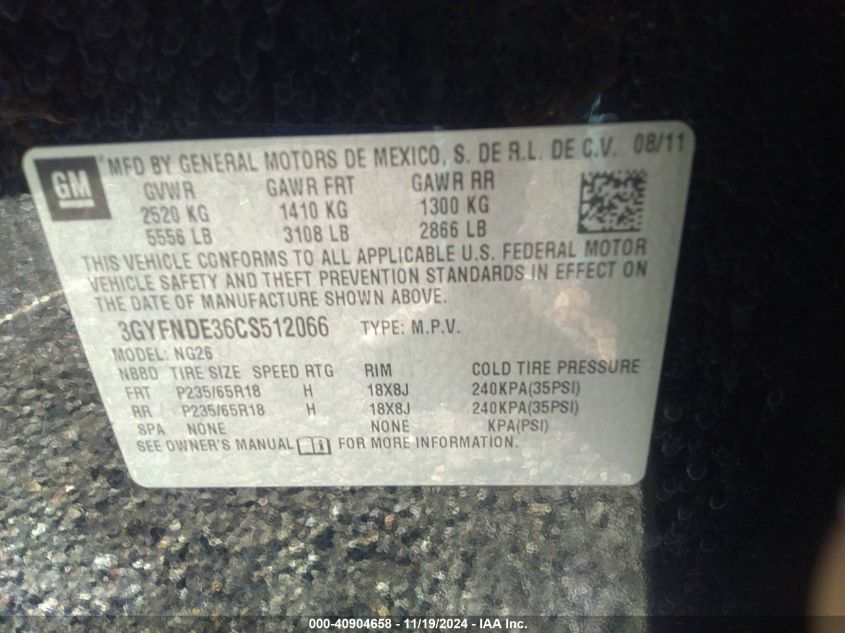 GM
MFD BY GENERAL MOTORS DE MEXICO, S. DE R.L. DE C.V. 08/11
GVWR GAWR FRT GAWR RR
2520 KG 1410 KG 1300 KG
5556 LB 3108 LB 2866 LB
THIS VEHICLE CONFORMS TO ALL APPLICABLE U.S. FEDERAL MOTOR
VEHICLE SAFETY AND THEFT PREVENTION STANDARDS IN EFFECT ON
THE DATE OF MANUFACTURE SHOWN ABOVE.
3GYFNDE36CS512066 TYPE: M.P.V.
MODEL: NG26
NBBD TIRE SIZE SPEED RTG RIM COLD TIRE PRESSURE
FRT P235/65R18 H 18X8J 240KPA(35PSI)
RR P235/65R18 H 18X8J 240KPA(35PSI)
SPA NONE NONE KPA(PSI)
SEE OWNER'S MANUAL FOR MORE INFORMATION.
000-40904658 - 11/19/2024 - IAA Inc.